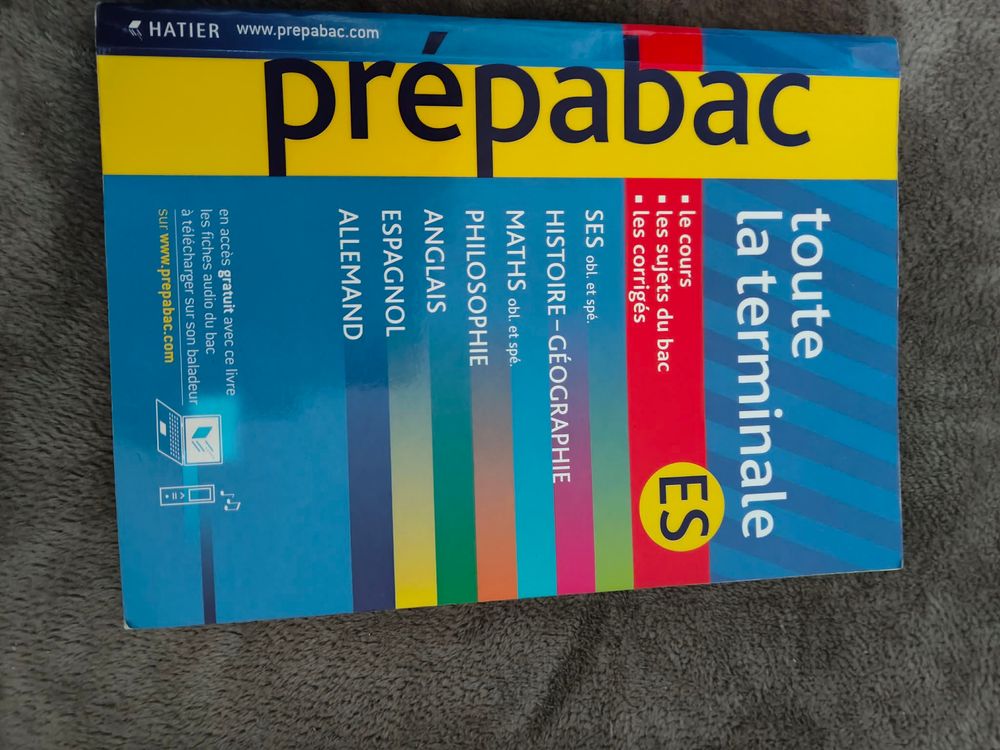 HATIER www.prepabac.com
prépabac
toute
la terminale
ES
▪ le cours
▪ les sujets du bac
▪ les corrigés
SES obl. et spé.
HISTOIRE-GÉOGRAPHIE
MATHS obl. et spé.
PHILOSOPHIE
ANGLAIS
ESPAGNOL
ALLEMAND
en accès gratuit avec ce livre
les fiches audio du bac
à télécharger sur son baladeur
sur www.prepabac.com